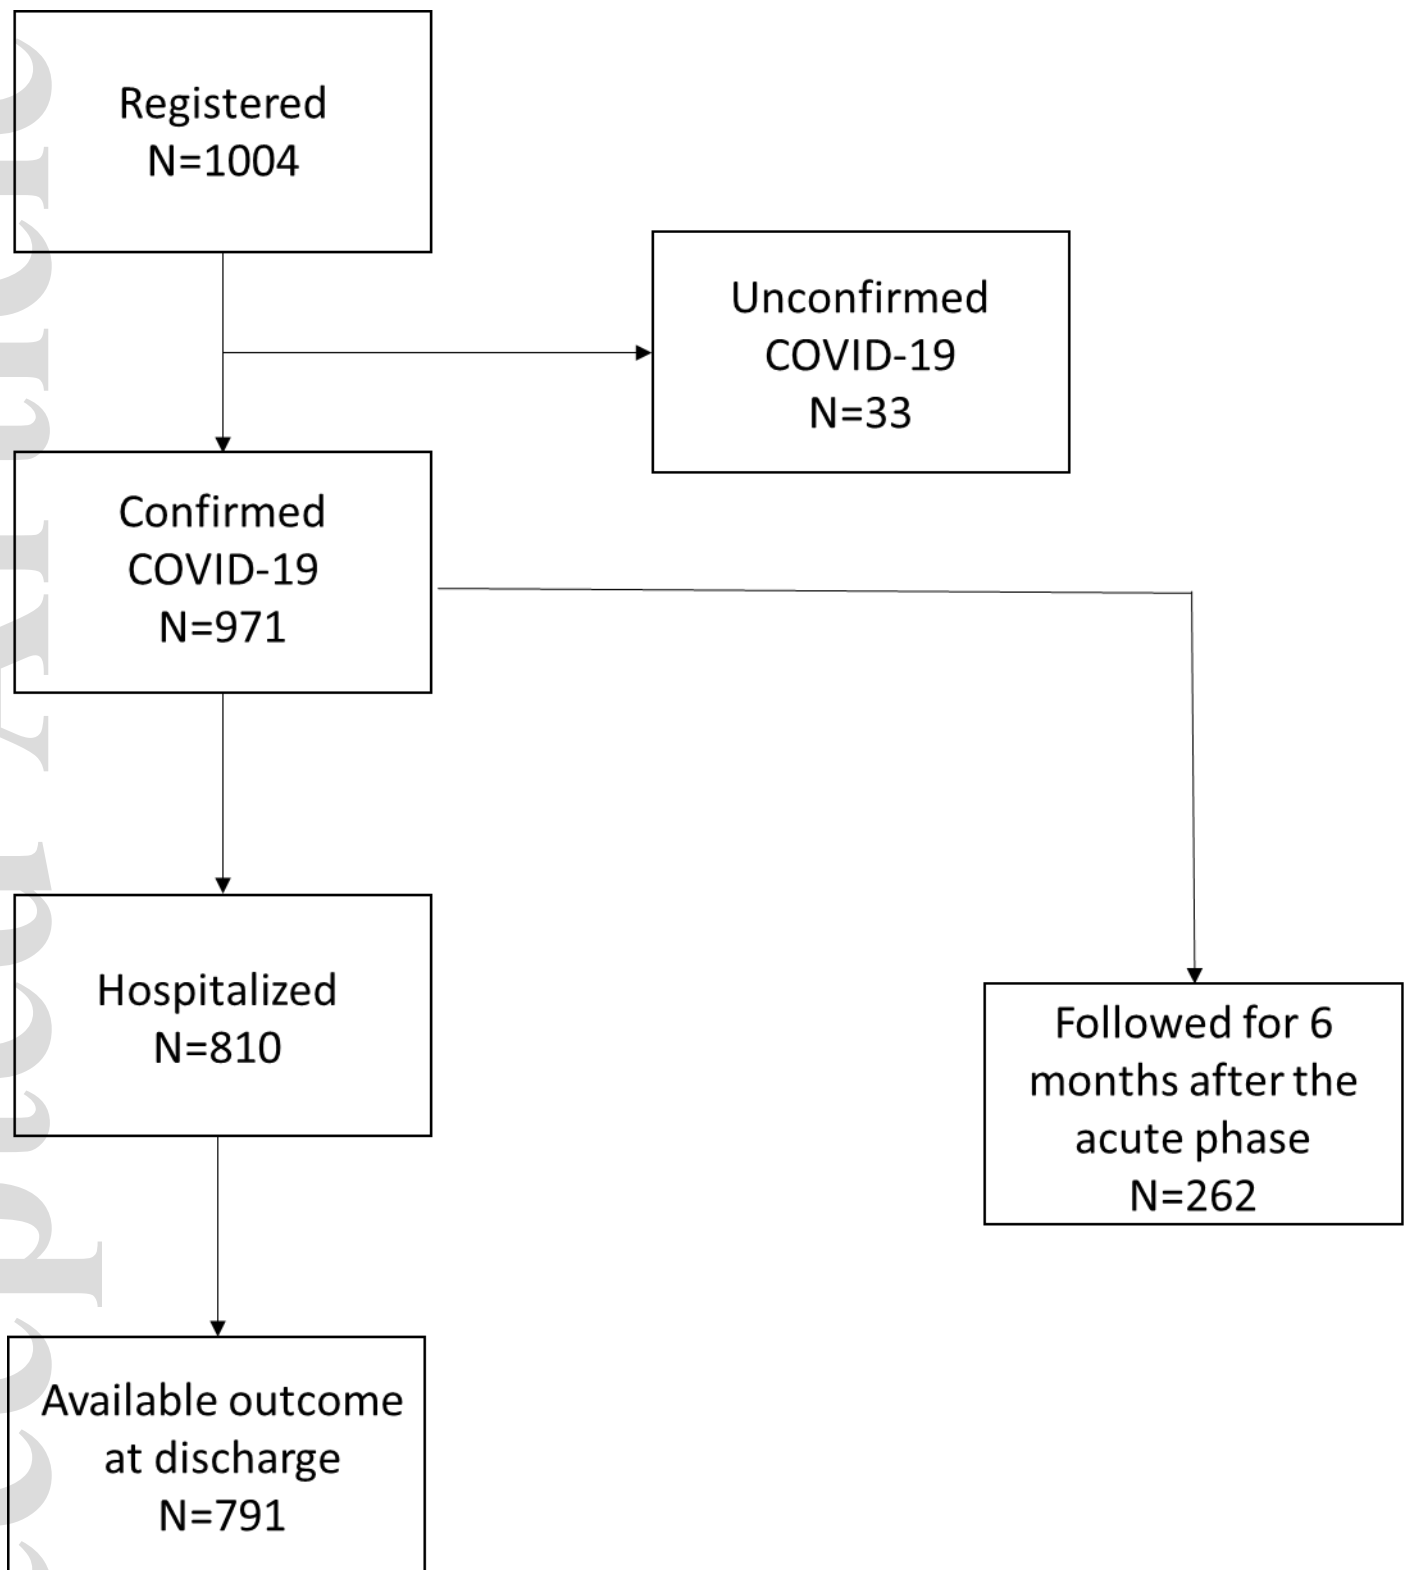 Registered
N=1004
Unconfirmed
COVID-19
N=33
Confirmed
COVID-19
N=971
Hospitalized
N=810
Followed for 6
months after the
acute phase
N=262
Available outcome
at discharge
N=791